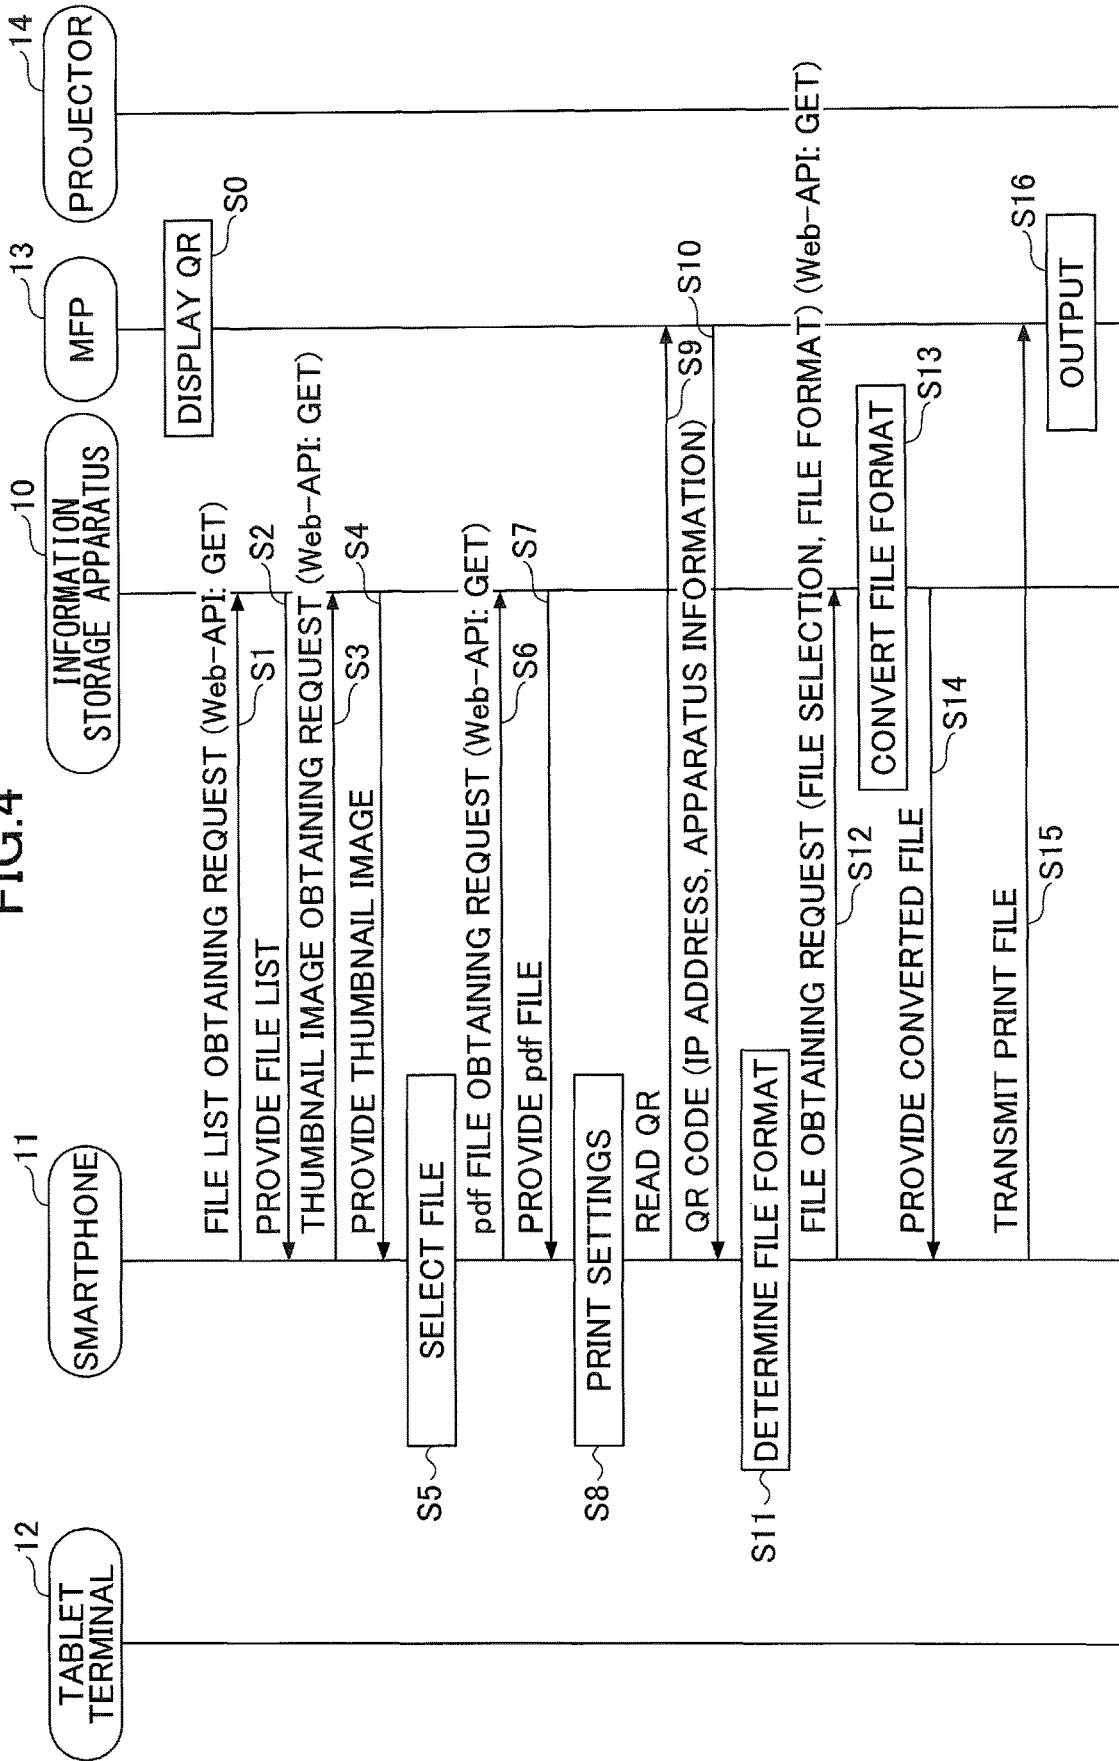 FIG.4
12
TABLET
TERMINAL
11
SMARTPHONE
10
INFORMATION
STORAGE APPARATUS
13
MFP
14
PROJECTOR
DISPLAY QR
S0
FILE LIST OBTAINING REQUEST (Web-API: GET)
S1
PROVIDE FILE LIST
S2
THUMBNAIL IMAGE OBTAINING REQUEST (Web-API: GET)
S3
PROVIDE THUMBNAIL IMAGE
S4
S5
SELECT FILE
pdf FILE OBTAINING REQUEST (Web-API: GET)
S6
PROVIDE pdf FILE
S7
S8
PRINT SETTINGS
READ QR
S9
QR CODE (IP ADDRESS, APPARATUS INFORMATION)
S10
S11
DETERMINE FILE FORMAT
FILE OBTAINING REQUEST (FILE SELECTION, FILE FORMAT) (Web-API: GET)
S12
CONVERT FILE FORMAT
S13
PROVIDE CONVERTED FILE
S14
TRANSMIT PRINT FILE
S15
OUTPUT
S16